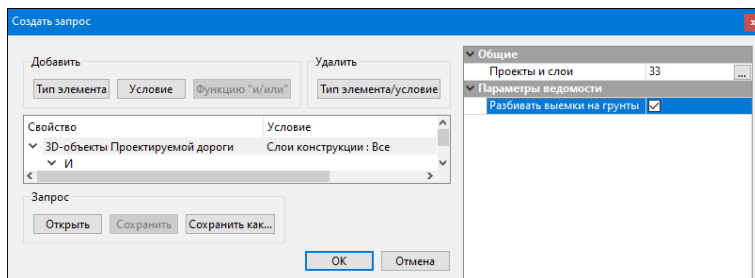 Создать запрос
Добавить
Тип элемента Условие Функцию "и/или"
Удалить
Тип элемента/условие
Свойство Условие
3D-объекты Проектируемой дороги Слои конструкции : Все
И
Запрос
Открыть Сохранить Сохранить как...
ОК Отмена
Общие
Проекты и слои 33 ...
Параметры ведомости
Разбивать выемки на грунты